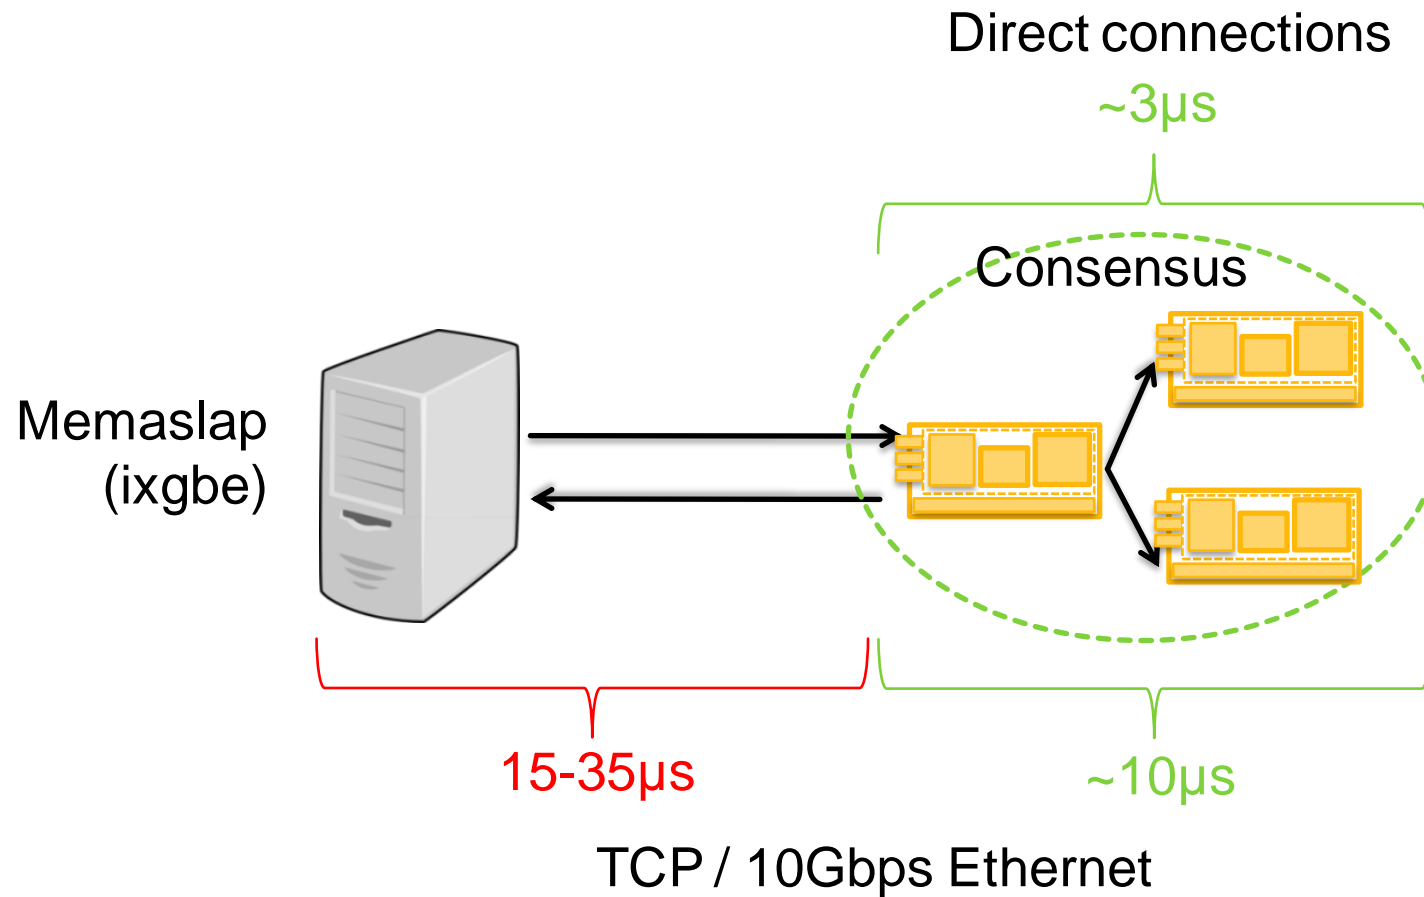 Direct connections
~3µs
Consensus
Memaslap
(ixgbe)
15-35µs
~10µs
TCP / 10Gbps Ethernet